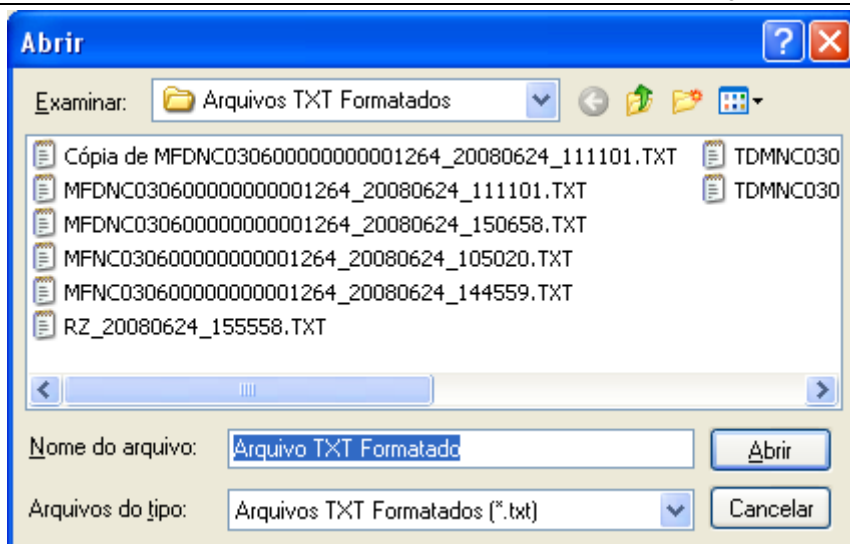 Abrir
Examinar: Arquivos TXT Formatados
Cópia de MFDNC030600000000001264_20080624_111101.TXT TDMNC030
MFDNC030600000000001264_20080624_111101.TXT TDMNC030
MFDNC030600000000001264_20080624_150658.TXT
MFNC030600000000001264_20080624_105020.TXT
MFNC030600000000001264_20080624_144559.TXT
RZ_20080624_155558.TXT
Nome do arquivo: Arquivo TXT Formatado Abrir
Arquivos do tipo: Arquivos TXT Formatados (*.txt) Cancelar